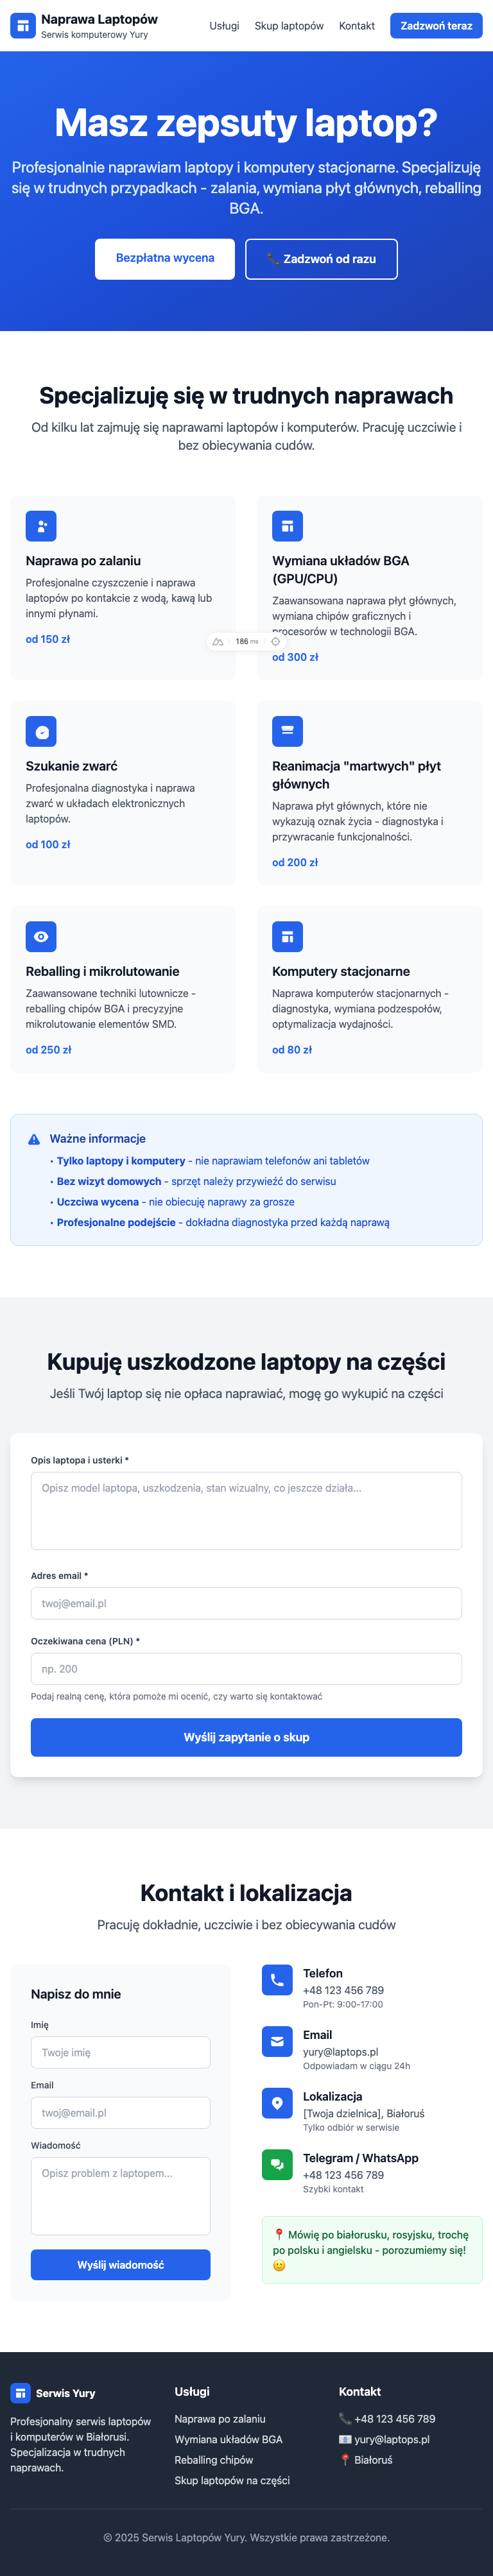 Naprawa Laptopów
Serwis komputerowy Yury
Usługi
Skup laptopów
Kontakt
Zadzwoń teraz
Masz zepsuty laptop?
Profesjonalnie naprawiam laptopy i komputery stacjonarne. Specjalizuję
się w trudnych przypadkach - zalania, wymiana płyt głównych, reballing
BGA.
Bezpłatna wycena
📞 Zadzwoń od razu
Specjalizuję się w trudnych naprawach
Od kilku lat zajmuję się naprawami laptopów i komputerów. Pracuję uczciwie i
bez obiecywania cudów.
Naprawa po zalaniu
Profesjonalne czyszczenie i naprawa
laptopów po kontakcie z wodą, kawą lub
innymi płynami.
od 150 zł
Wymiana układów BGA
(GPU/CPU)
Zaawansowana naprawa płyt głównych,
wymiana chipów graficznych i
procesorów w technologii BGA.
od 300 zł
186 ms
Szukanie zwarć
Profesjonalna diagnostyka i naprawa
zwarć w układach elektronicznych
laptopów.
od 100 zł
Reanimacja "martwych" płyt
głównych
Naprawa płyt głównych, które nie
wykazują oznak życia - diagnostyka i
przywracanie funkcjonalności.
od 200 zł
Reballing i mikrolutowanie
Zaawansowane techniki lutownicze -
reballing chipów BGA i precyzyjne
mikrolutowanie elementów SMD.
od 250 zł
Komputery stacjonarne
Naprawa komputerów stacjonarnych -
diagnostyka, wymiana podzespołów,
optymalizacja wydajności.
od 80 zł
Ważne informacje
• Tylko laptopy i komputery - nie naprawiam telefonów ani tabletów
• Bez wizyt domowych - sprzęt należy przywieźć do serwisu
• Uczciwa wycena - nie obiecuję naprawy za grosze
• Profesjonalne podejście - dokładna diagnostyka przed każdą naprawą
Kupuję uszkodzone laptopy na części
Jeśli Twój laptop się nie opłaca naprawiać, mogę go wykupić na części
Opis laptopa i usterki *
Opisz model laptopa, uszkodzenia, stan wizualny, co jeszcze działa...
Adres email *
twoj@email.pl
Oczekiwana cena (PLN) *
np. 200
Podaj realną cenę, która pomoże mi ocenić, czy warto się kontaktować
Wyślij zapytanie o skup
Kontakt i lokalizacja
Pracuję dokładnie, uczciwie i bez obiecywania cudów
Napisz do mnie
Imię
Twoje imię
Email
twoj@email.pl
Wiadomość
Opisz problem z laptopem...
Wyślij wiadomość
Telefon
+48 123 456 789
Pon-Pt: 9:00-17:00
Email
yury@laptops.pl
Odpowiadam w ciągu 24h
Lokalizacja
[Twoja dzielnica], Białoruś
Tylko odbiór w serwisie
Telegram / WhatsApp
+48 123 456 789
Szybki kontakt
📍 Mówię po białorusku, rosyjsku, trochę
po polsku i angielsku - porozumiemy się!
🙂
Serwis Yury
Profesjonalny serwis laptopów
i komputerów w Białorusi.
Specjalizacja w trudnych
naprawach.
Usługi
Naprawa po zalaniu
Wymiana układów BGA
Reballing chipów
Skup laptopów na części
Kontakt
📞 +48 123 456 789
📧 yury@laptops.pl
📍 Białoruś
© 2025 Serwis Laptopów Yury. Wszystkie prawa zastrzeżone.